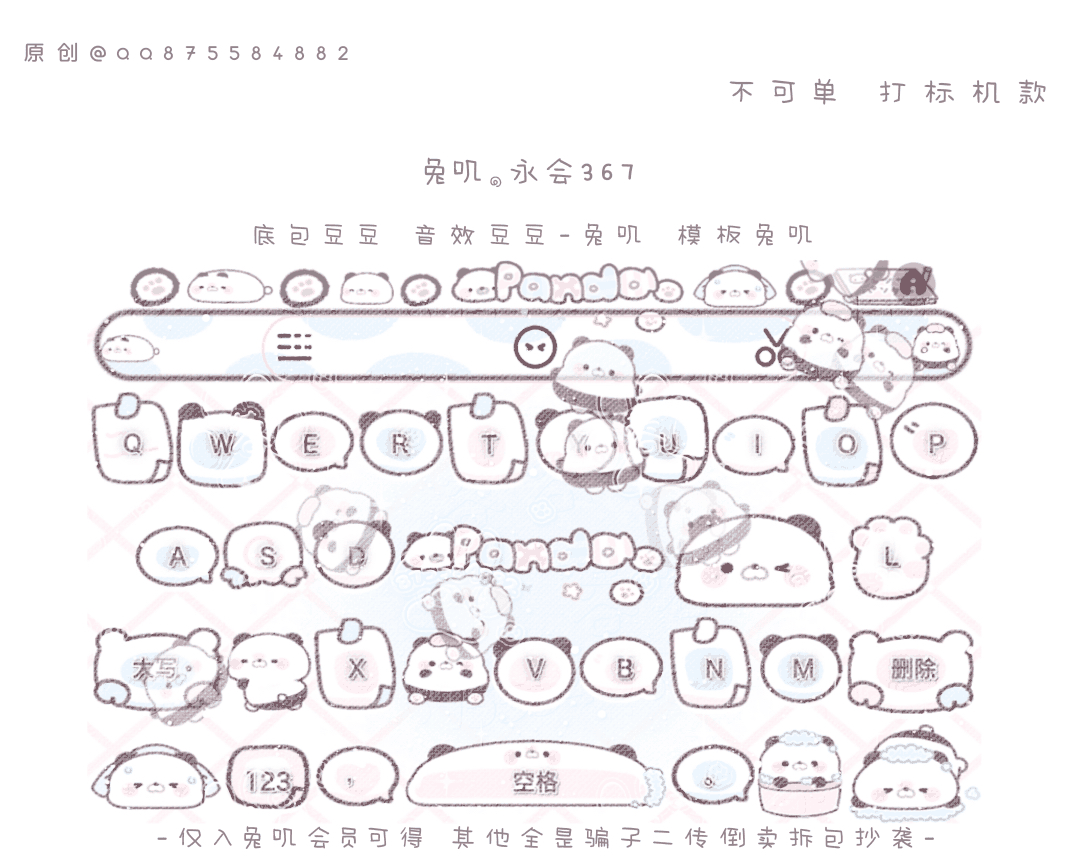 原创@QQ875584882
不可单 打标机款
兔叽。永会367
底包豆豆 音效豆豆-兔叽 模板兔叽
Panda
Q W E R T Y U I O P
A S D Panda L
大写 X V B N M 删除
123 , 空格 。
-仅入兔叽会员可得 其他全是骗子二传倒卖拆包抄袭-